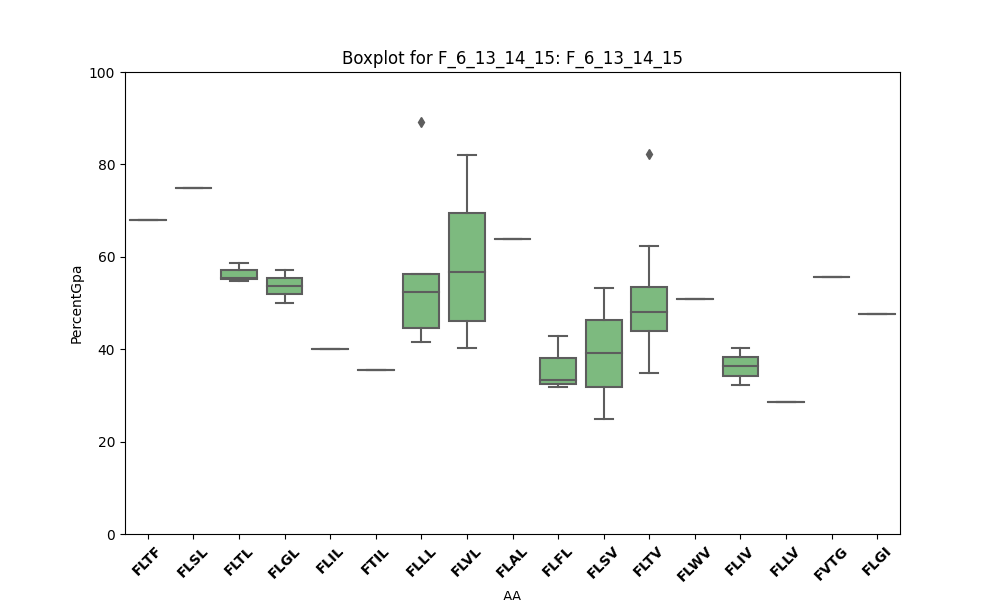 Boxplot for F_6_13_14_15: F_6_13_14_15
PercentGpa
100
80
60
40
20
0
FLTF FLSL FLTL FLGL FLIL FTIL FLLL FLVL FLAL FLFL FLSV FLTV FLWV FLIV FLLV FVTG FLGI
AA